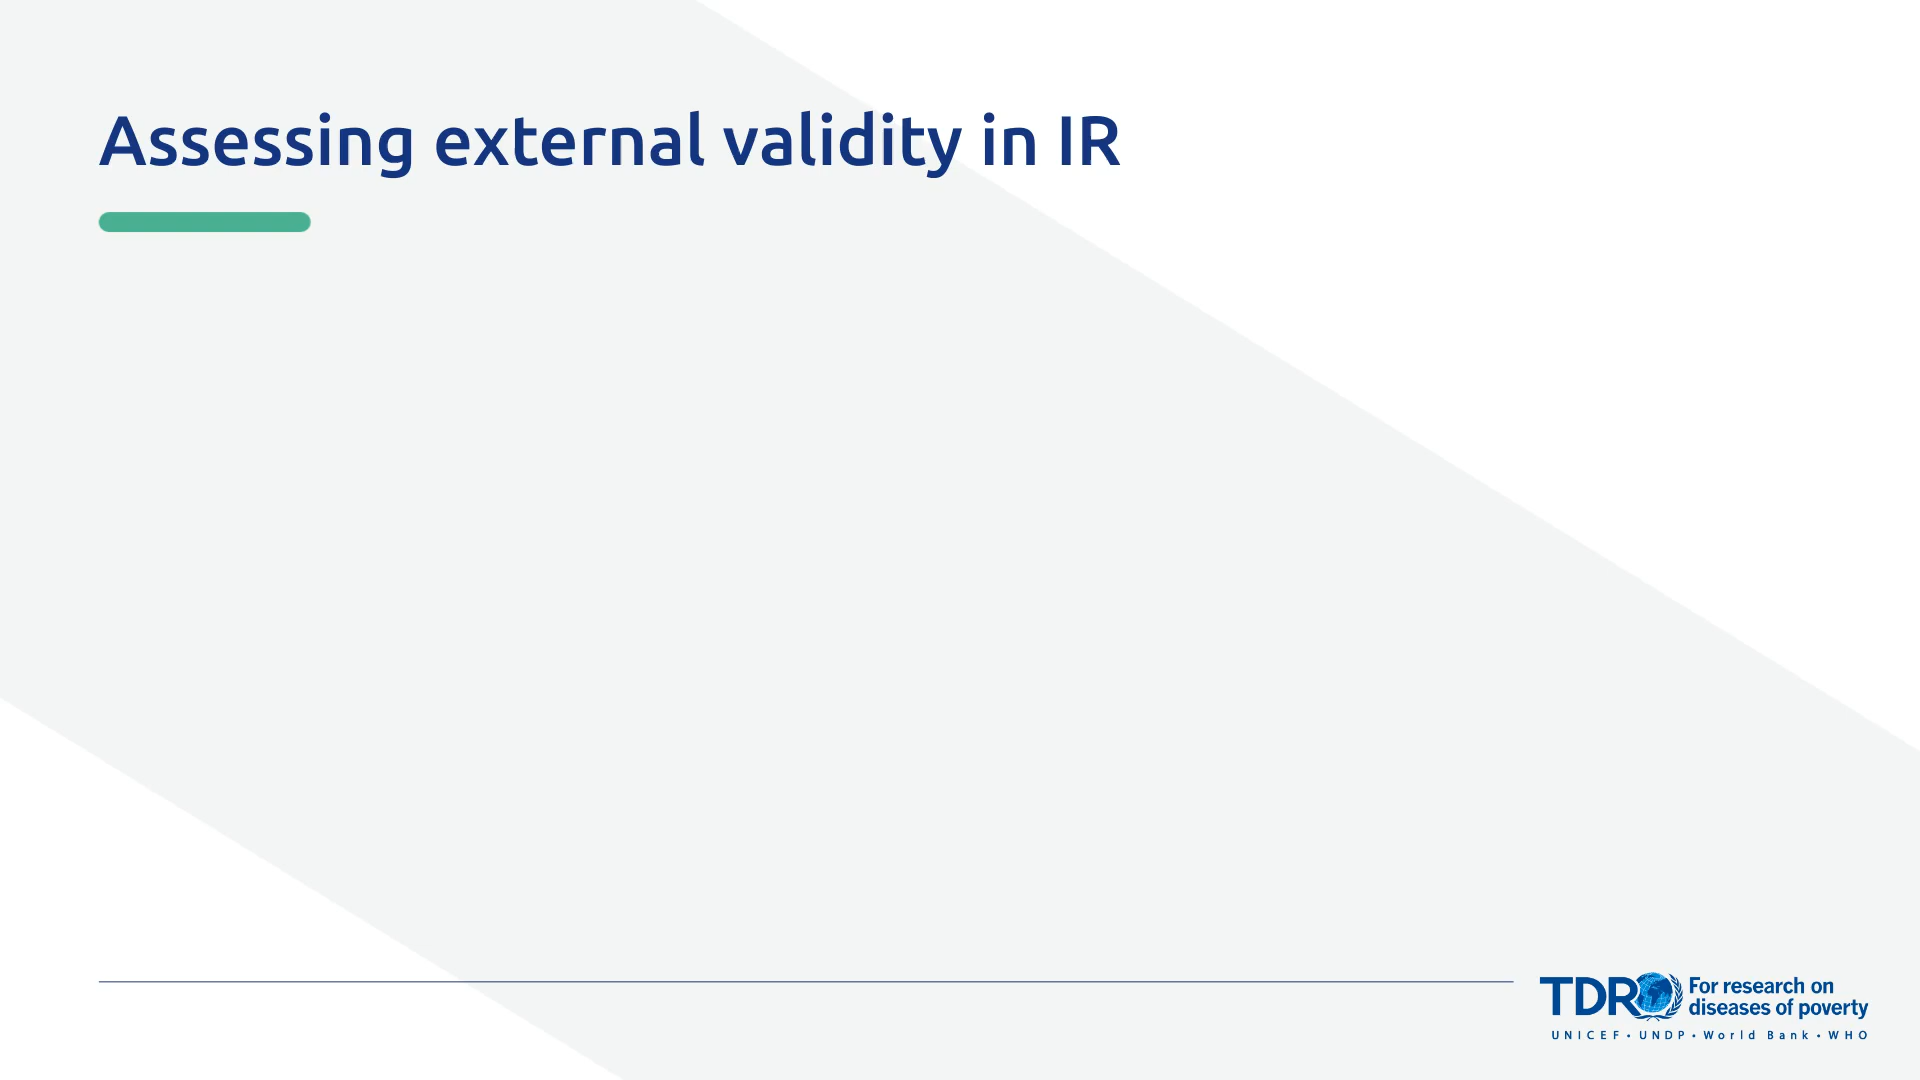 Assessing external validity in IR
TDR For research on
diseases of poverty
UNICEF • UNDP • World Bank • WHO